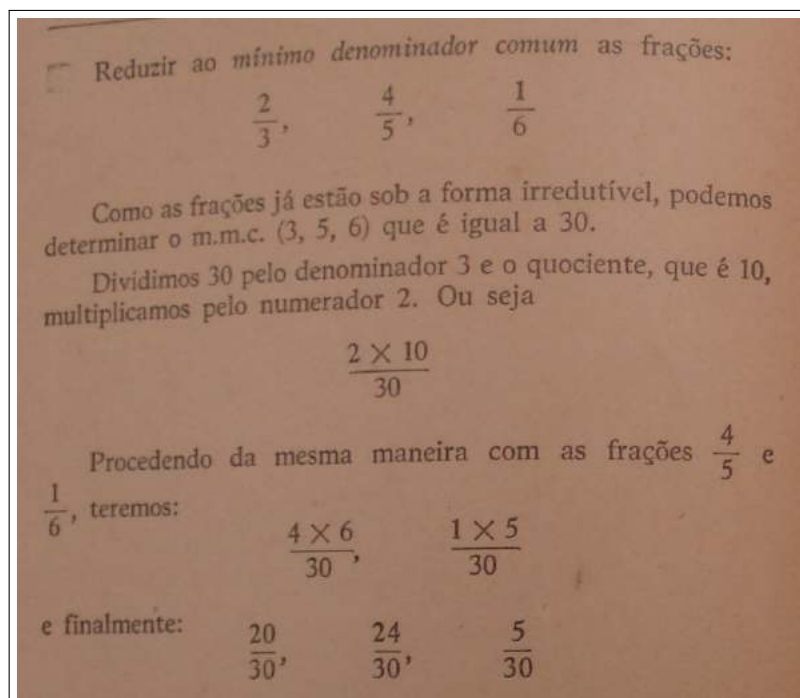 Reduzir ao mínimo denominador comum as frações:
2/3, 4/5, 1/6
Como as frações já estão sob a forma irredutível, podemos
determinar o m.m.c. (3, 5, 6) que é igual a 30.
Dividimos 30 pelo denominador 3 e o quociente, que é 10,
multiplicamos pelo numerador 2. Ou seja
2 × 10/30
Procedendo da mesma maneira com as frações 4/5 e
1/6, teremos:
4 × 6/30, 1 × 5/30
e finalmente: 20/30, 24/30, 5/30